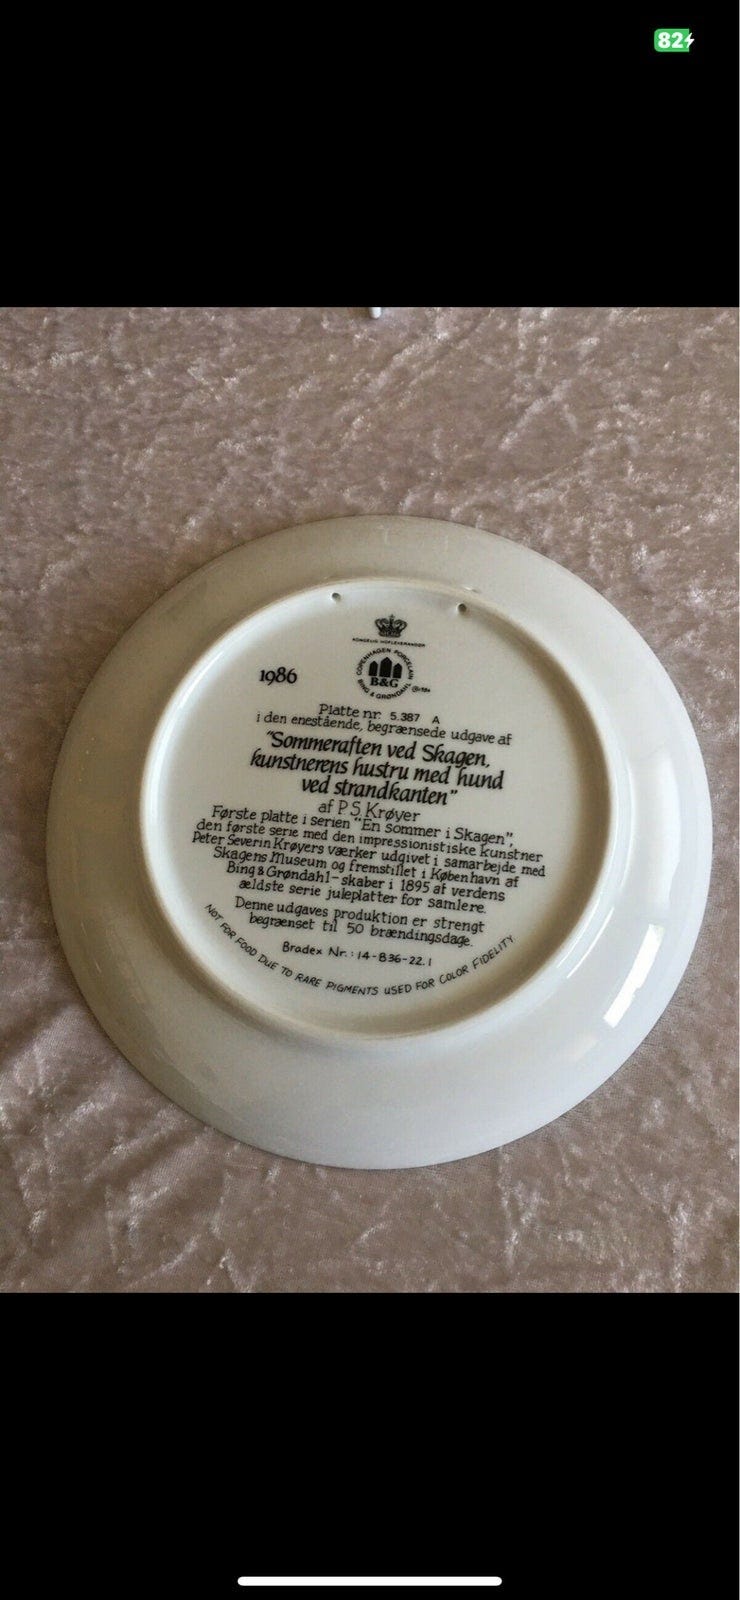 82
KONGELIG HOFLEVERANDØR
COPENHAGEN PORCELAIN
B&G
BING & GRØNDAHL
1986
Platte nr. 5.387 A
i den enestående, begrænsede udgave af
"Sommeraften ved Skagen,
kunstnerens hustru med hund
ved strandkanten"
af P.S. Krøyer
Første platte i serien "En sommer i Skagen",
den første serie med den impressionistiske kunstner
Peter Severin Krøyers værker udgivet i samarbejde med
Skagens Museum og fremstillet i København af
Bing & Grøndahl - skaber i 1895 af verdens
ældste serie juleplatter for samlere.
Denne udgaves produktion er strengt
begrænset til 50 brændingsdage.
Bradex Nr.: 14-B36-22.1
NOT FOR FOOD DUE TO RARE PIGMENTS USED FOR COLOR FIDELITY.